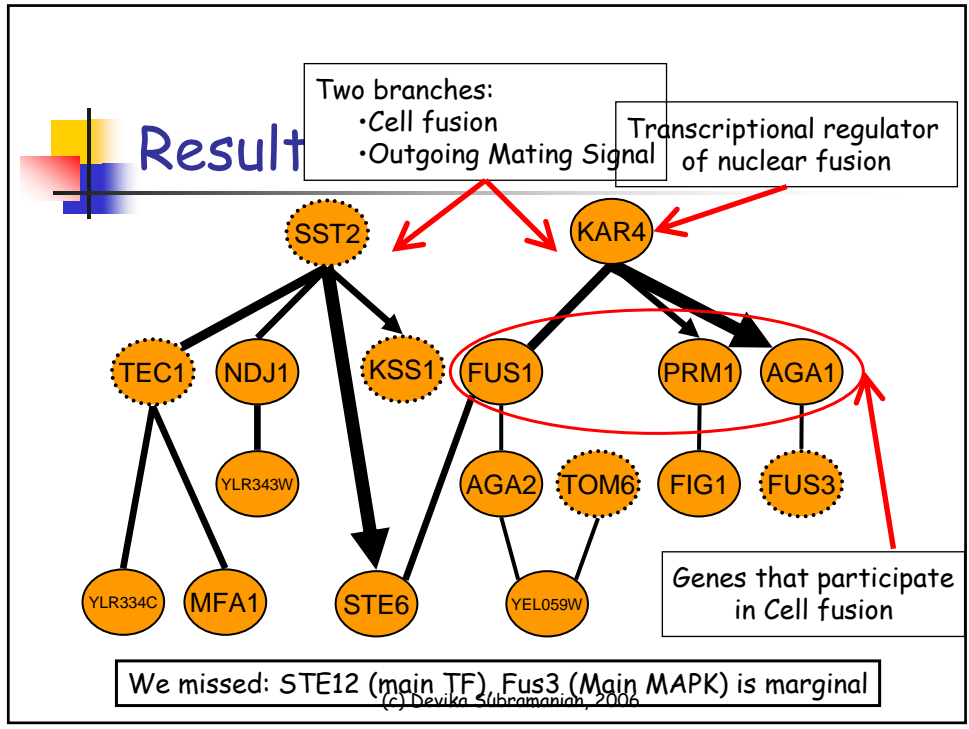 Two branches:
•Cell fusion
•Outgoing Mating Signal
Transcriptional regulator
of nuclear fusion
Result
SST2
KAR4
TEC1
NDJ1
KSS1
FUS1
PRM1
AGA1
YLR343W
AGA2
TOM6
FIG1
FUS3
YLR334C
MFA1
STE6
YEL059W
Genes that participate
in Cell fusion
We missed: STE12 (main TF), Fus3 (Main MAPK) is marginal
(c) Devika Subramanian, 2006